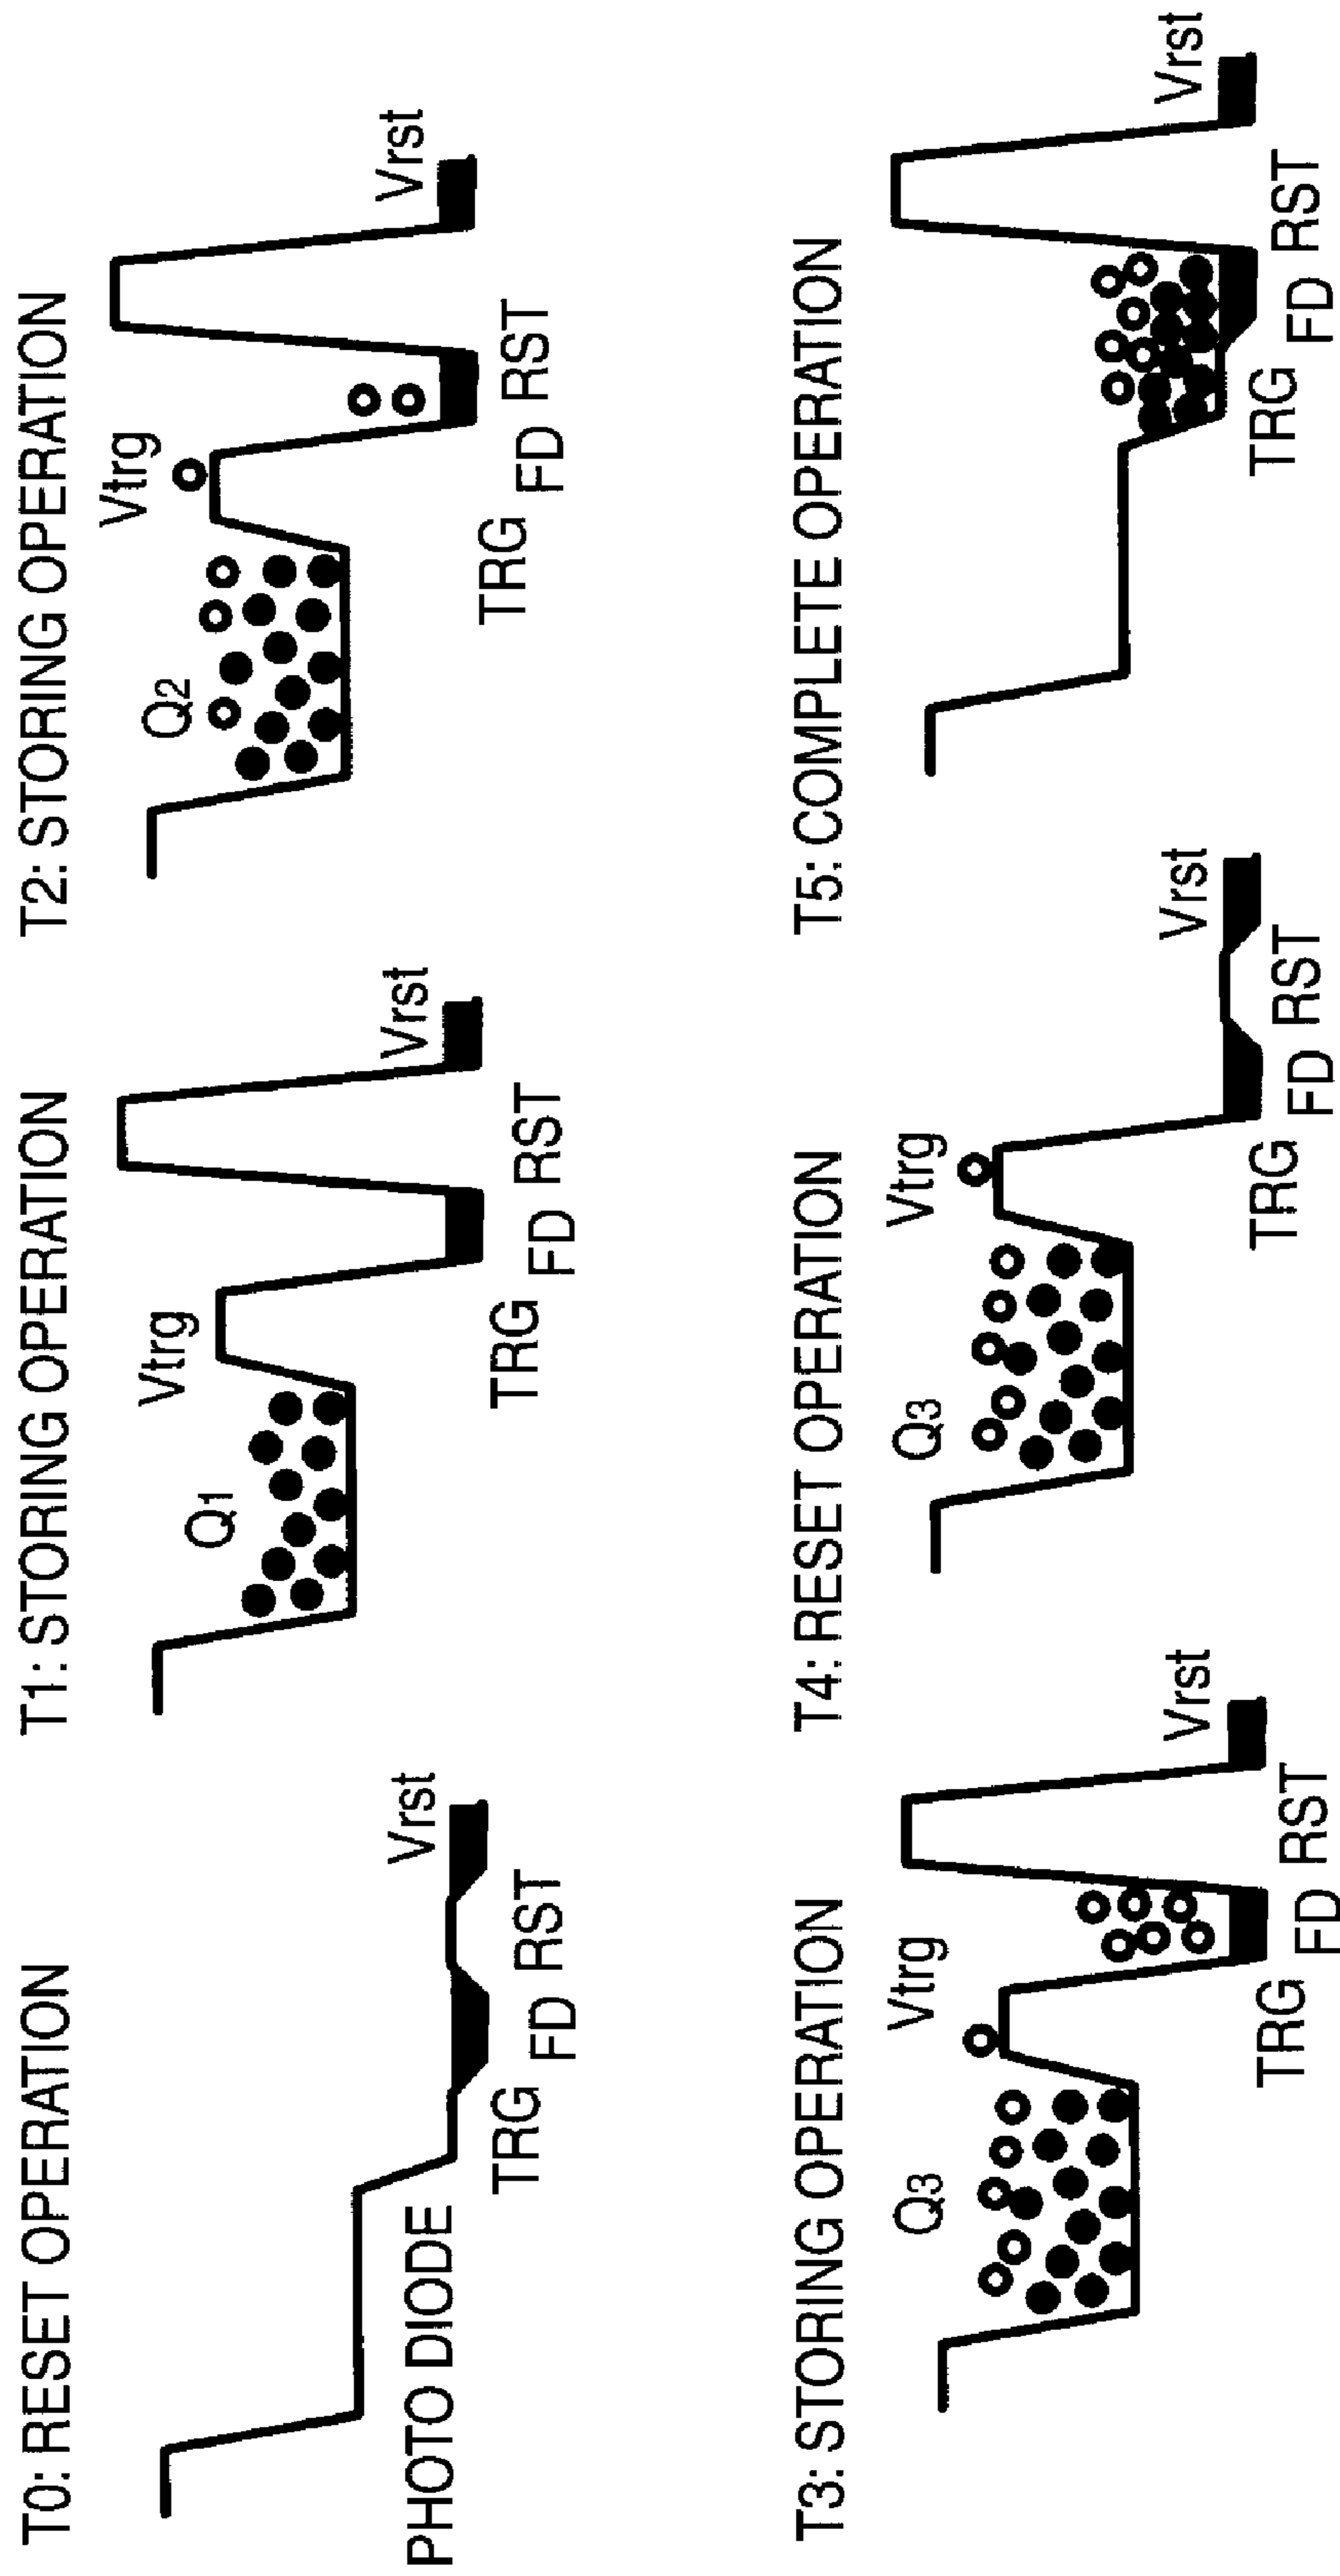 T0: RESET OPERATION
Vrst
PHOTO DIODE
TRG
FD
RST
T1: STORING OPERATION
Q1
Vtrg
Vrst
TRG
FD
RST
T2: STORING OPERATION
Q2
Vtrg
Vrst
TRG
FD
RST
T3: STORING OPERATION
Q3
Vtrg
Vrst
TRG
FD
RST
T4: RESET OPERATION
Q3
Vtrg
Vrst
TRG
FD
RST
T5: COMPLETE OPERATION
Vrst
TRG
FD
RST